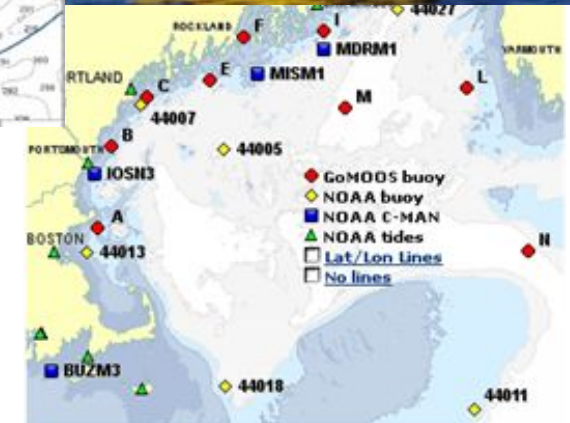 44027
ROCKLAND
F
I
MDRM1
YARMOUTH
RTLAND
C
E
MISM1
L
M
44007
B
44005
PORTSMOUTH
IOSN3
GoMOOS buoy
NOAA buoy
NOAA C-MAN
NOAA tides
Lat/Lon Lines
No lines
A
BOSTON
44013
N
BUZM3
44018
44011